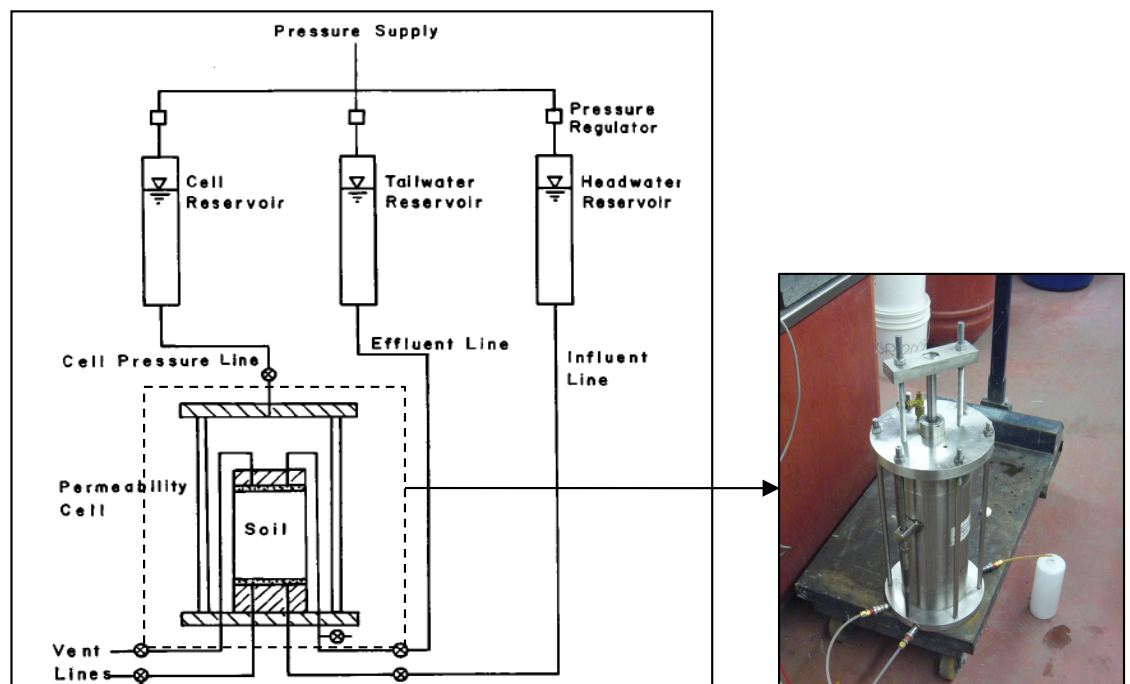 Pressure Supply
Pressure
Regulator
Cell
Reservoir
Tailwater
Reservoir
Headwater
Reservoir
Effluent Line
Cell Pressure Line
Influent
Line
Permeability
Cell
Soil
Vent
Lines